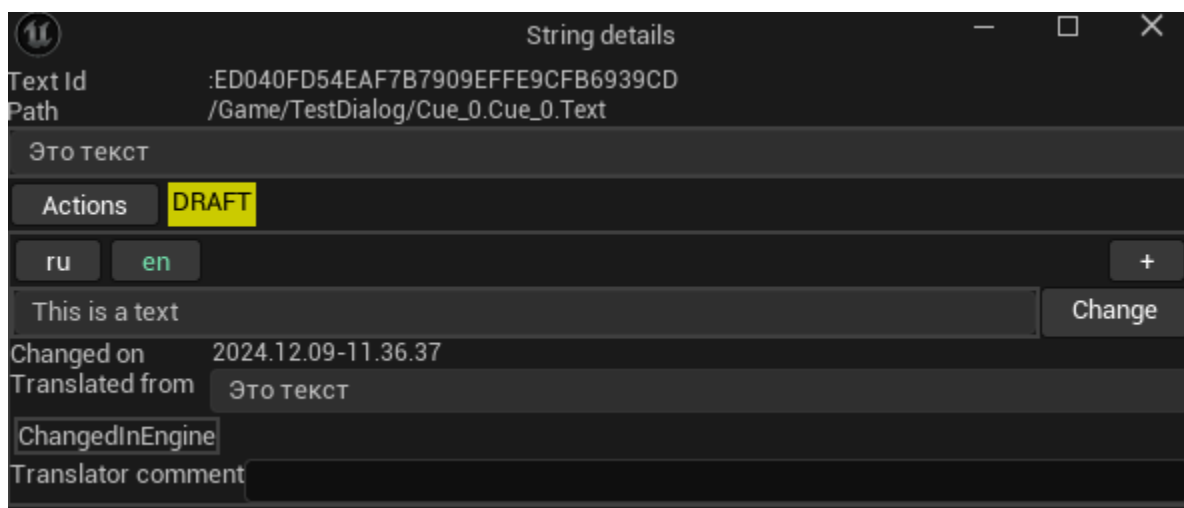 String details
Text Id :ED040FD54EAF7B7909EFFE9CFB6939CD
Path /Game/TestDialog/Cue_0.Cue_0.Text
Это текст
Actions DRAFT
ru en +
This is a text Change
Changed on 2024.12.09-11.36.37
Translated from Это текст
ChangedInEngine
Translator comment